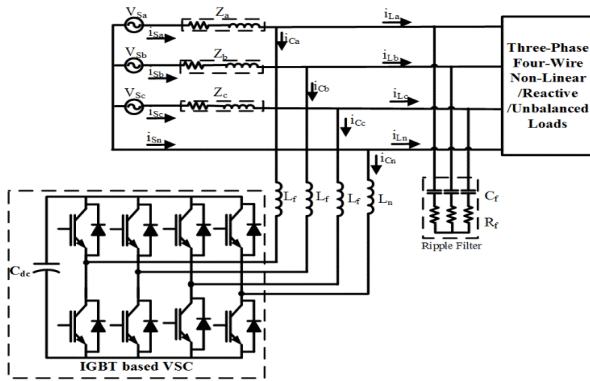 V_Sa
Z_a
i_La
i_Sa
i_Ca
V_Sb
Z_b
i_Lb
i_Sb
i_Cb
V_Sc
Z_c
i_Lc
i_Sc
i_Cc
i_Sn
i_Ln
i_Cn
Three-Phase
Four-Wire
Non-Linear
/Reactive
/Unbalanced
Loads
L_f
L_f
L_f
L_n
C_f
R_f
Ripple Filter
C_dc
IGBT based VSC